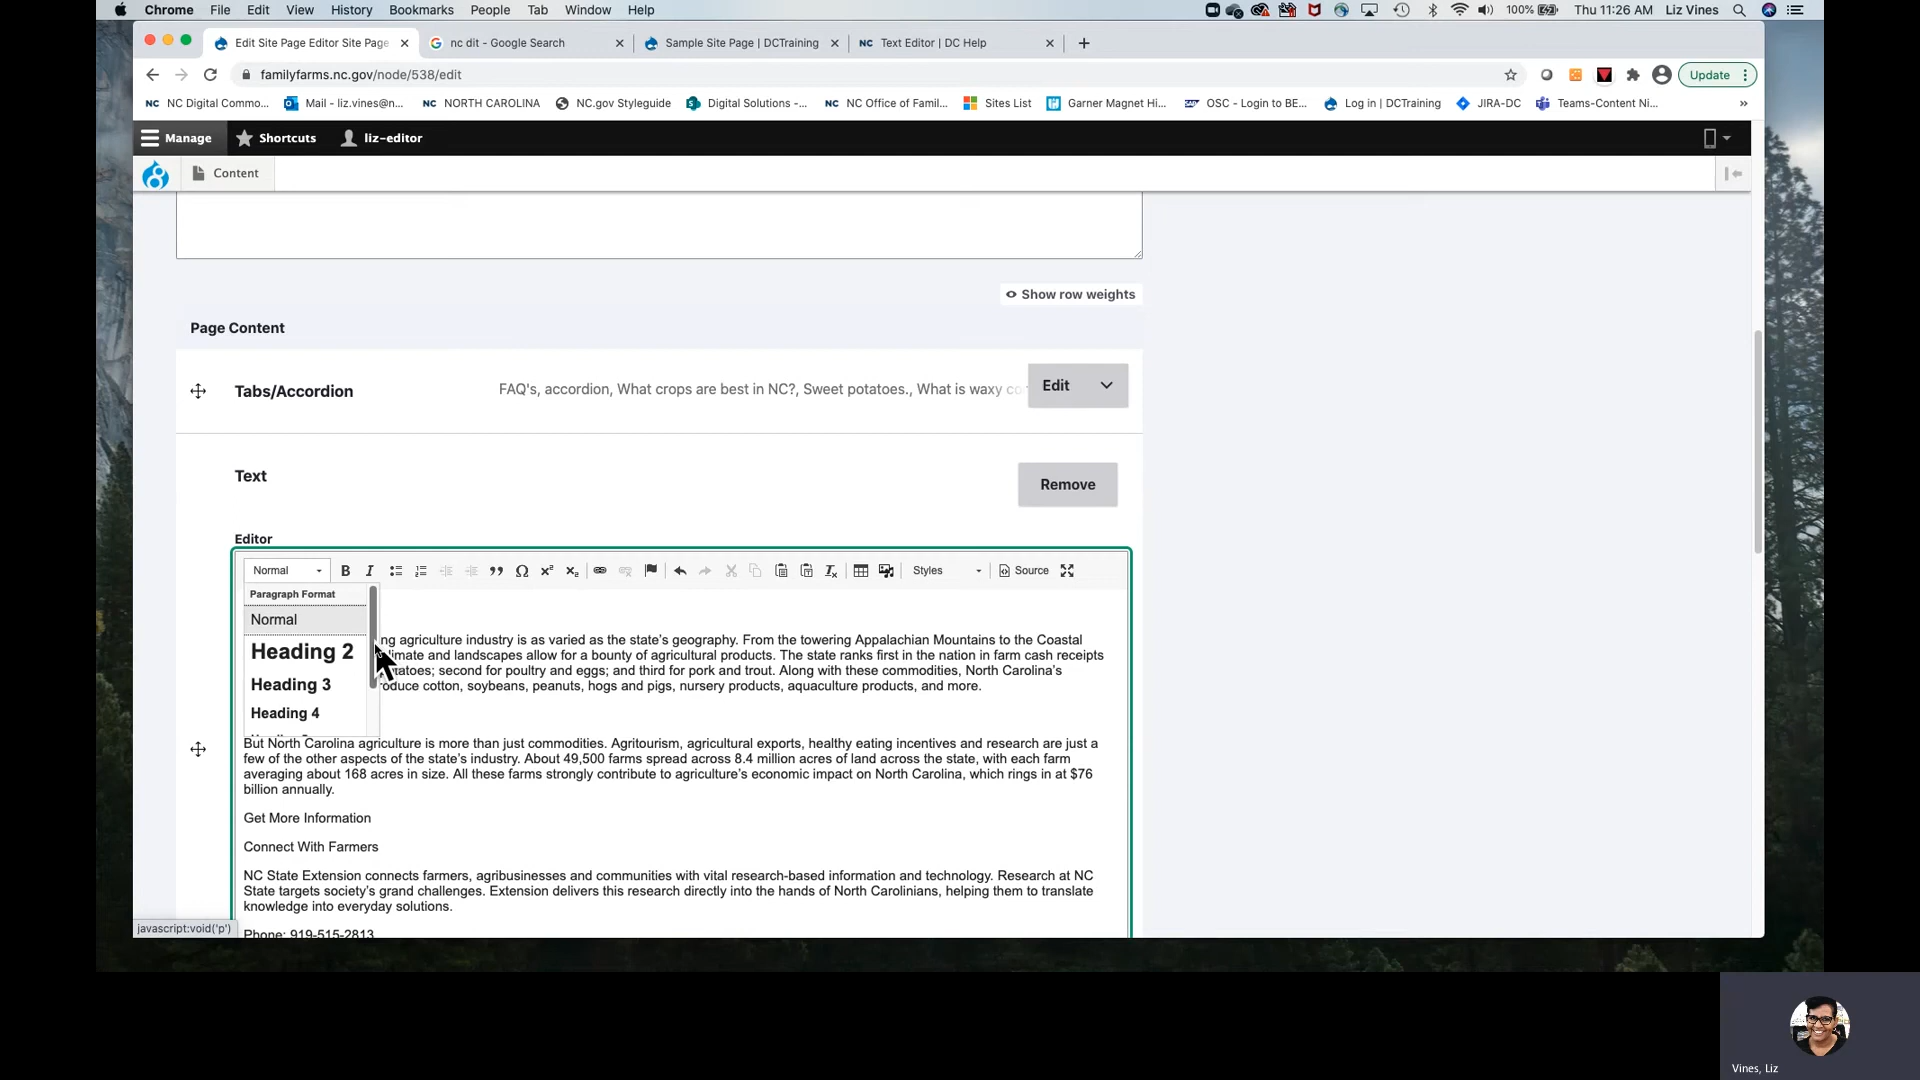 Chrome File Edit View History Bookmarks People Tab Window Help 100% Thu 11:26 AM Liz Vines
Edit Site Page Editor Site Page nc dit - Google Search Sample Site Page | DCTraining NC Text Editor | DC Help
familyfarms.nc.gov/node/538/edit Update
NC NC Digital Commo... Mail - liz.vines@n... NC NORTH CAROLINA NC.gov Styleguide Digital Solutions -... NC NC Office of Famil... Sites List Garner Magnet Hi... OSC - Login to BE... Log in | DCTraining JIRA-DC Teams-Content Ni... »
Manage Shortcuts liz-editor
Content
Show row weights
Page Content
Tabs/Accordion FAQ's, accordion, What crops are best in NC?, Sweet potatoes., What is waxy co Edit
Text Remove
Editor
Normal Styles Source
Paragraph Format
Normal
Heading 2
Heading 3
Heading 4
ng agriculture industry is as varied as the state's geography. From the towering Appalachian Mountains to the Coastal
limate and landscapes allow for a bounty of agricultural products. The state ranks first in the nation in farm cash receipts
tatoes; second for poultry and eggs; and third for pork and trout. Along with these commodities, North Carolina's
oduce cotton, soybeans, peanuts, hogs and pigs, nursery products, aquaculture products, and more.
But North Carolina agriculture is more than just commodities. Agritourism, agricultural exports, healthy eating incentives and research are just a
few of the other aspects of the state's industry. About 49,500 farms spread across 8.4 million acres of land across the state, with each farm
averaging about 168 acres in size. All these farms strongly contribute to agriculture's economic impact on North Carolina, which rings in at $76
billion annually.
Get More Information
Connect With Farmers
NC State Extension connects farmers, agribusinesses and communities with vital research-based information and technology. Research at NC
State targets society's grand challenges. Extension delivers this research directly into the hands of North Carolinians, helping them to translate
knowledge into everyday solutions.
Phone: 919-515-2813
javascript:void('p')
Vines, Liz